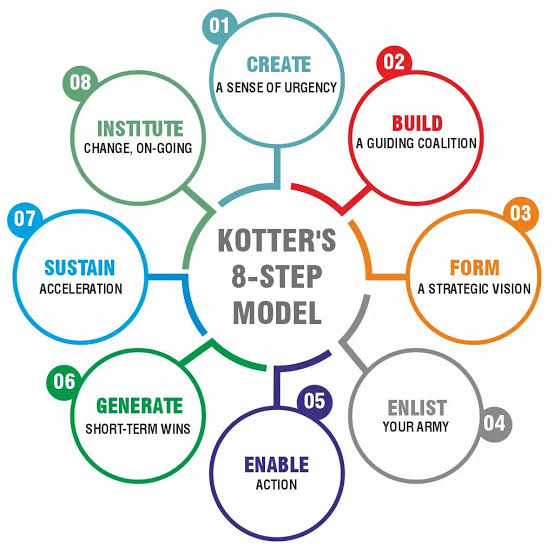 KOTTER'S
8-STEP
MODEL
01
CREATE
A SENSE OF URGENCY
02
BUILD
A GUIDING COALITION
03
FORM
A STRATEGIC VISION
04
ENLIST
YOUR ARMY
05
ENABLE
ACTION
06
GENERATE
SHORT-TERM WINS
07
SUSTAIN
ACCELERATION
08
INSTITUTE
CHANGE, ON-GOING